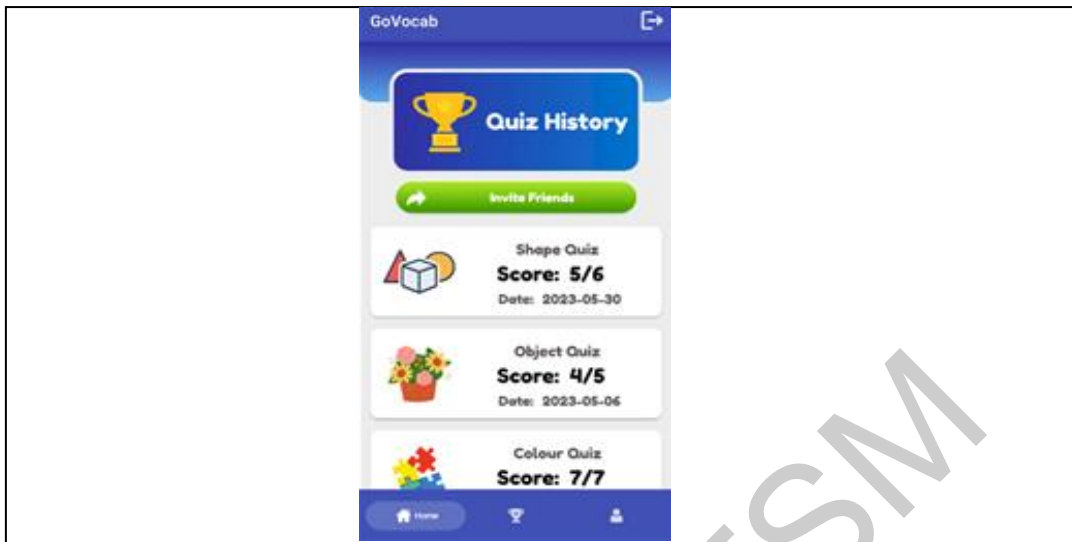 GoVocab
Quiz History
Invite Friends
Shape Quiz
Score: 5/6
Date: 2023-05-30
Object Quiz
Score: 4/5
Date: 2023-05-06
Colour Quiz
Score: 7/7
Home